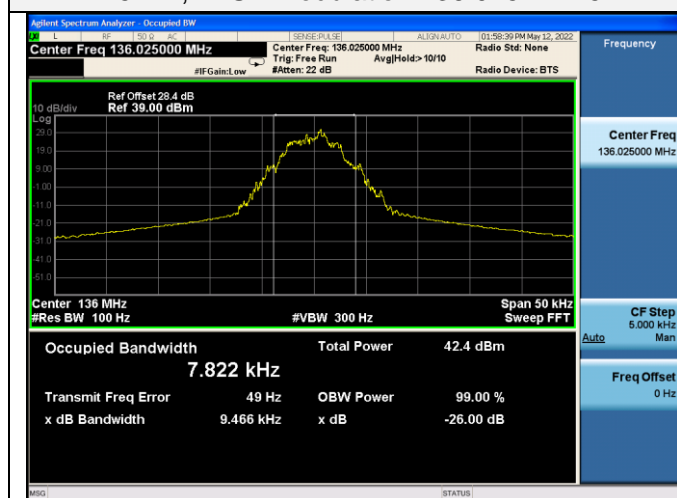 Agilent Spectrum Analyzer - Occupied BW
L RF 50 Ω AC SENSE:PULSE ALIGN AUTO 01:58:39 PM May 12, 2022
Center Freq 136.025000 MHz Center Freq: 136.025000 MHz Radio Std: None
Trig: Free Run Avg|Hold:> 10/10
#IFGain:Low #Atten: 22 dB Radio Device: BTS
Frequency
Ref Offset 28.4 dB
10 dB/div Ref 39.00 dBm
Log
29.0
19.0
9.00
-1.00
-11.0
-21.0
-31.0
-41.0
-51.0
Center 136 MHz Span 50 kHz
#Res BW 100 Hz #VBW 300 Hz Sweep FFT
Occupied Bandwidth Total Power 42.4 dBm
7.822 kHz
Transmit Freq Error 49 Hz OBW Power 99.00 %
x dB Bandwidth 9.466 kHz x dB -26.00 dB
Center Freq
136.025000 MHz
CF Step
5.000 kHz
Auto Man
Freq Offset
0 Hz
MSG STATUS